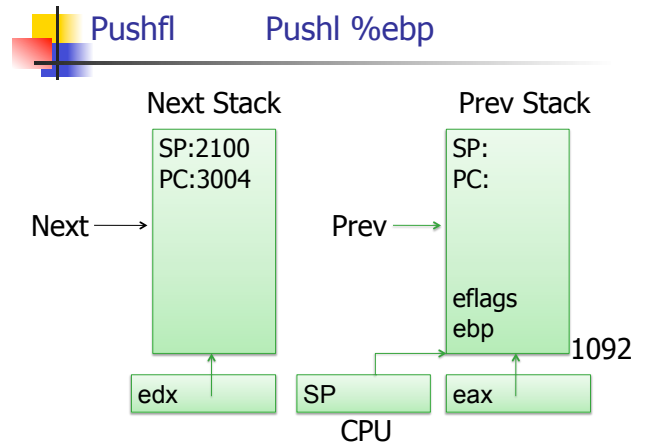 Pushfl Pushl %ebp
Next Stack Prev Stack
SP:2100
PC:3004
SP:
PC:
Next
Prev
eflags
ebp
1092
edx
SP
eax
CPU